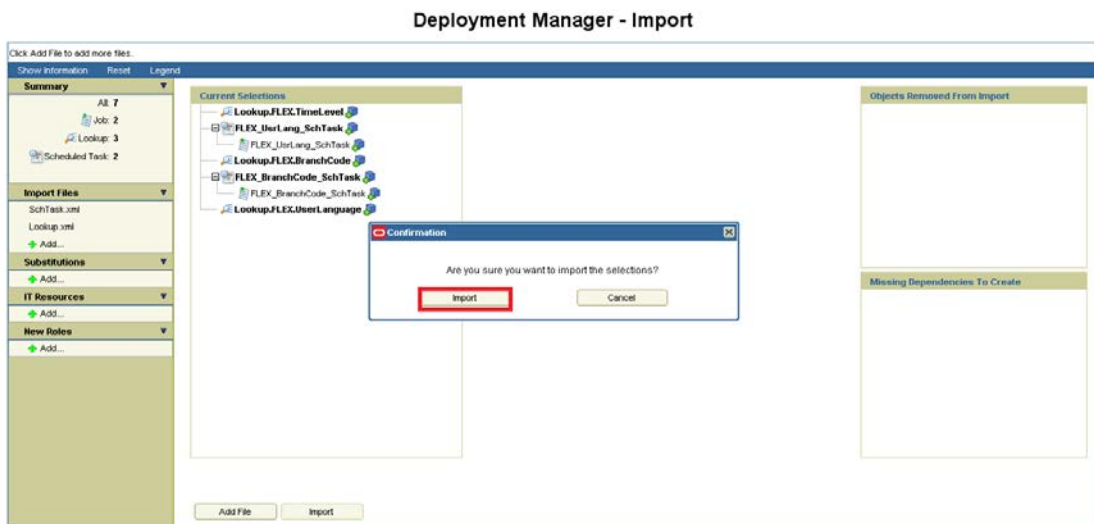 Deployment Manager - Import
Click Add File to add more files.
Show Information Reset Legend
Summary
All: 7
Job: 2
Lookup: 3
Scheduled Task: 2
Import Files
SchTask.xml
Lookup.xml
Add...
Substitutions
Add...
IT Resources
Add...
New Roles
Add...
Current Selections
Lookup.FLEX.TimeLevel
FLEX_UsrLang_SchTask
FLEX_UsrLang_SchTask
Lookup.FLEX.BranchCode
FLEX_BranchCode_SchTask
FLEX_BranchCode_SchTask
Lookup.FLEX.UserLanguage
Confirmation
Are you sure you want to import the selections?
Import Cancel
Objects Removed From Import
Missing Dependencies To Create
Add File Import